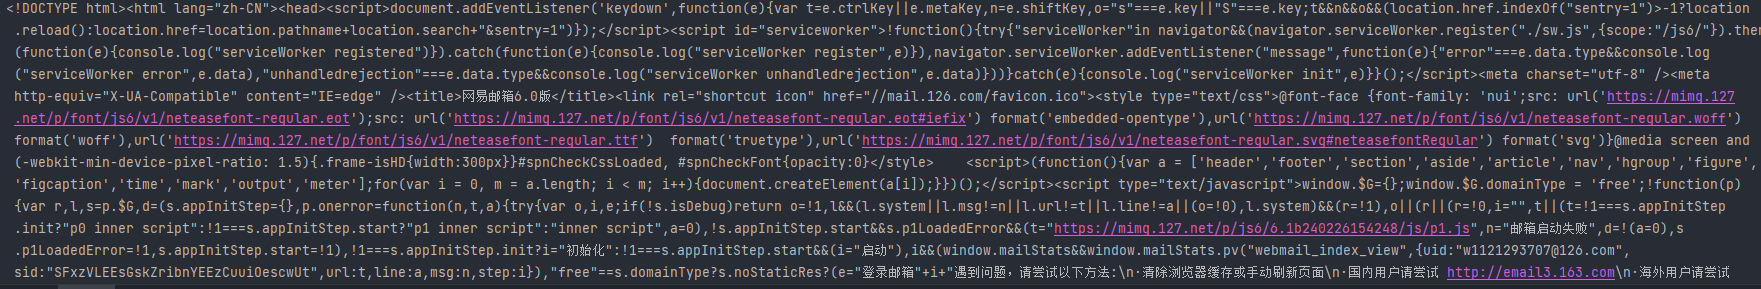 <!DOCTYPE html><html lang="zh-CN"><head><script>document.addEventListener('keydown',function(e){var t=e.ctrlKey||e.metaKey,n=e.shiftKey,o="s"===e.key||"S"===e.key;t&&n&&o&&(location.href.indexOf("sentry=1")>-1?location
.reload():location.href=location.pathname+location.search+"&sentry=1")});</script><script id="serviceworker">!function(){try{"serviceWorker"in navigator&&(navigator.serviceWorker.register("./sw.js",{scope:"/js6/"}).then
(function(e){console.log("serviceWorker registered")}).catch(function(e){console.log("serviceWorker register",e)}),navigator.serviceWorker.addEventListener("message",function(e){"error"===e.data.type&&console.log
("serviceWorker error",e.data),"unhandledrejection"===e.data.type&&console.log("serviceWorker unhandledrejection",e.data)}))}catch(e){console.log("serviceWorker init",e)}}();</script><meta charset="utf-8" /><meta
http-equiv="X-UA-Compatible" content="IE=edge" /><title>网易邮箱6.0版</title><link rel="shortcut icon" href="//mail.126.com/favicon.ico"><style type="text/css">@font-face {font-family: 'nui';src: url('https://mimg.127
.net/p/font/js6/v1/neteasefont-regular.eot');src: url('https://mimg.127.net/p/font/js6/v1/neteasefont-regular.eot#iefix') format('embedded-opentype'),url('https://mimg.127.net/p/font/js6/v1/neteasefont-regular.woff')
format('woff'),url('https://mimg.127.net/p/font/js6/v1/neteasefont-regular.ttf')  format('truetype'),url('https://mimg.127.net/p/font/js6/v1/neteasefont-regular.svg#neteasefontRegular') format('svg')}@media screen and
(-webkit-min-device-pixel-ratio: 1.5){.frame-isHD{width:300px}}#spnCheckCssLoaded, #spnCheckFont{opacity:0}</style>    <script>(function(){var a = ['header','footer','section','aside','article','nav','hgroup','figure',
'figcaption','time','mark','output','meter'];for(var i = 0, m = a.length; i < m; i++){document.createElement(a[i]);}})();</script><script type="text/javascript">window.$G={};window.$G.domainType = 'free';!function(p)
{var r,l,s=p.$G,d=(s.appInitStep={},p.onerror=function(n,t,a){try{var o,i,e;if(!s.isDebug)return o=!1,l&&(l.system||l.msg!=n||l.url!=t||l.line!=a||(o=!0),l.system)&&(r=!1),o||(r||(r=!0,i="",t||(t=!1===s.appInitStep
.init?"p0 inner script":!1===s.appInitStep.start?"p1 inner script":"inner script",a=0),!s.appInitStep.start&&s.p1LoadedError&&(t="https://mimg.127.net/p/js6/6.1b240226154248/js/p1.js",n="邮箱启动失败",d=!(a=0),s
.p1LoadedError=!1,s.appInitStep.start=!1),!1===s.appInitStep.init?i="初始化":!1===s.appInitStep.start&&(i="启动"),i&&(window.mailStats&&window.mailStats.pv("webmail_index_view",{uid:"w1121293707@126.com",
sid:"SFxzVLEEsGskZribnYEEzCuuiOescwUt",url:t,line:a,msg:n,step:i}),"free"==s.domainType?s.noStaticRes?(e="登录邮箱"+i+"遇到问题，请尝试以下方法:\n·清除浏览器缓存或手动刷新页面\n·国内用户请尝试 http://email3.163.com\n·海外用户请尝试